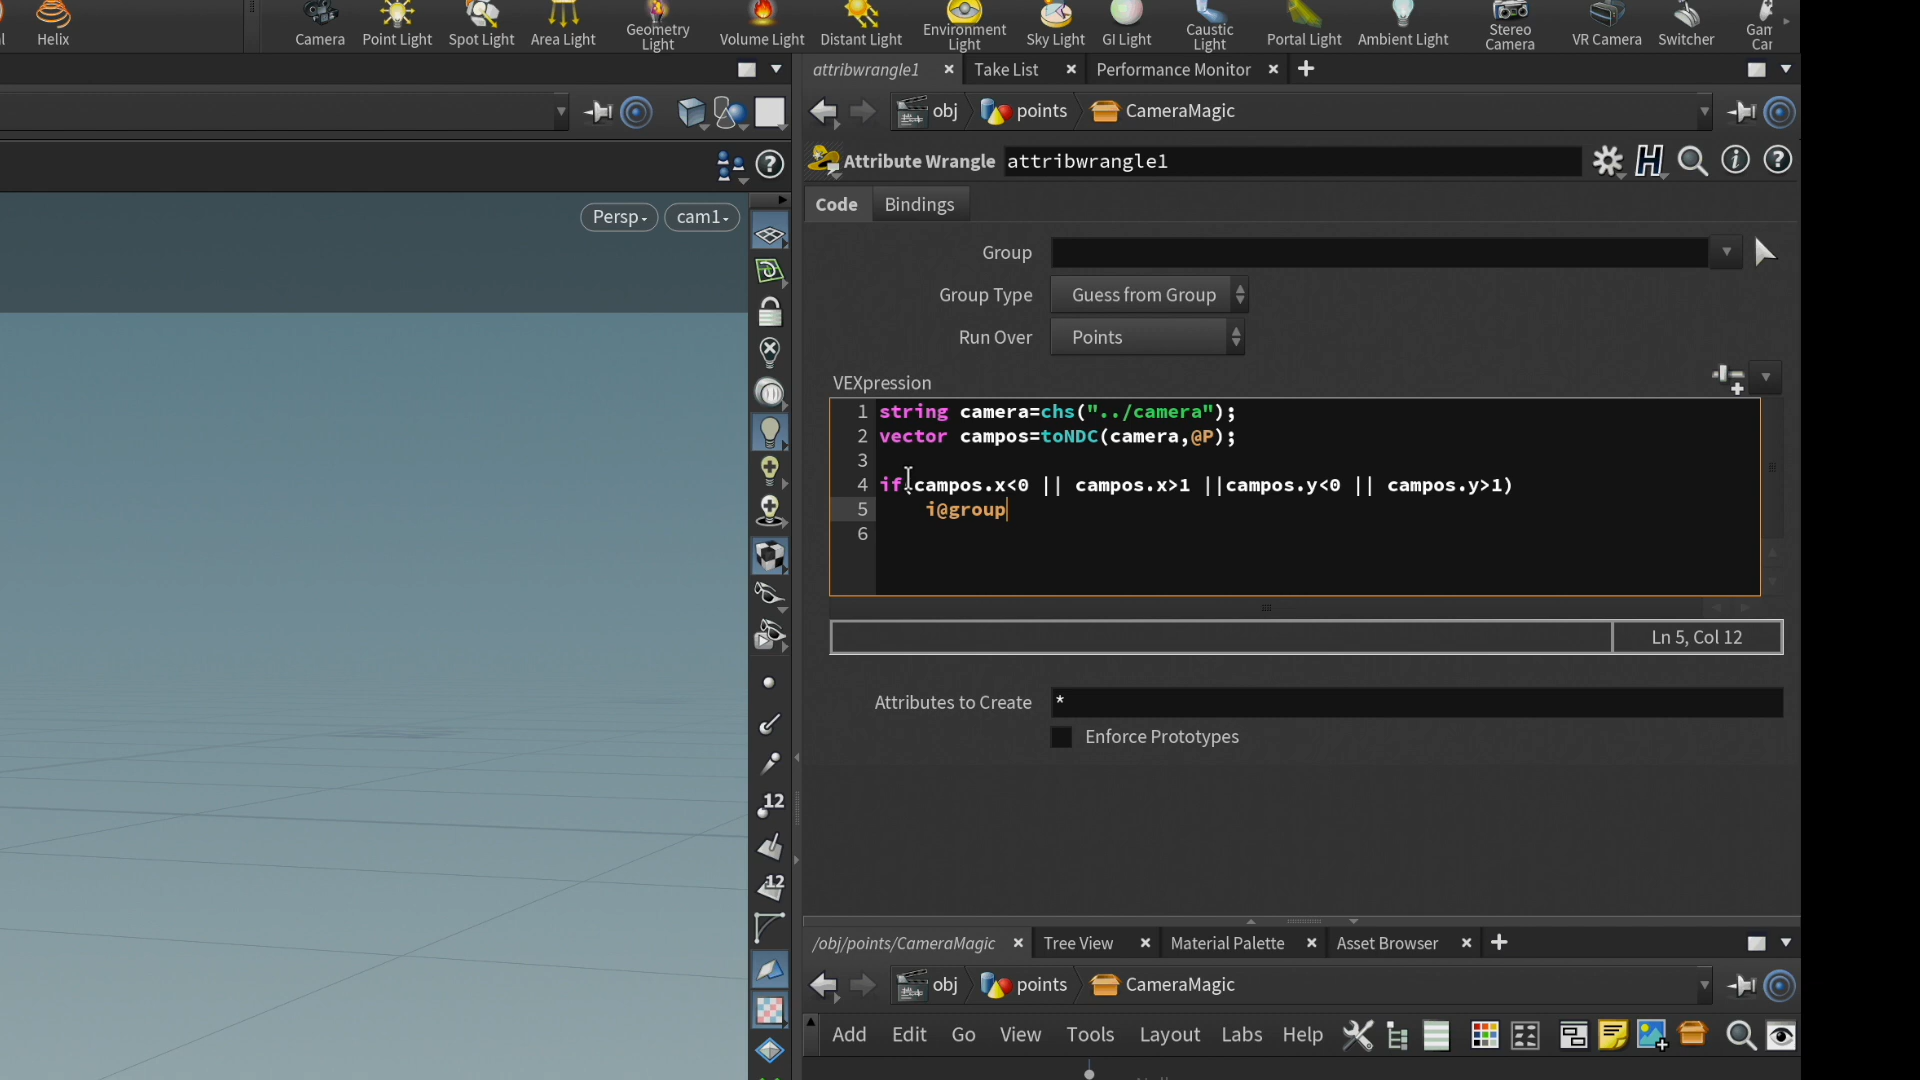 Helix
Camera
Point Light
Spot Light
Area Light
Geometry
Light
Volume Light
Distant Light
Environment
Light
Sky Light
GI Light
Caustic
Light
Portal Light
Ambient Light
Stereo
Camera
VR Camera
Switcher
attribwrangle1
Take List
Performance Monitor
obj
points
CameraMagic
Attribute Wrangle
attribwrangle1
Code
Bindings
Persp
cam1
Group
Group Type
Guess from Group
Run Over
Points
VEXpression
1 string camera=chs("../camera");
2 vector campos=toNDC(camera,@P);
3
4 if(campos.x<0 || campos.x>1 ||campos.y<0 || campos.y>1)
5 i@group
6
Ln 5, Col 12
Attributes to Create
*
Enforce Prototypes
12
12
/obj/points/CameraMagic
Tree View
Material Palette
Asset Browser
obj
points
CameraMagic
Add
Edit
Go
View
Tools
Layout
Labs
Help